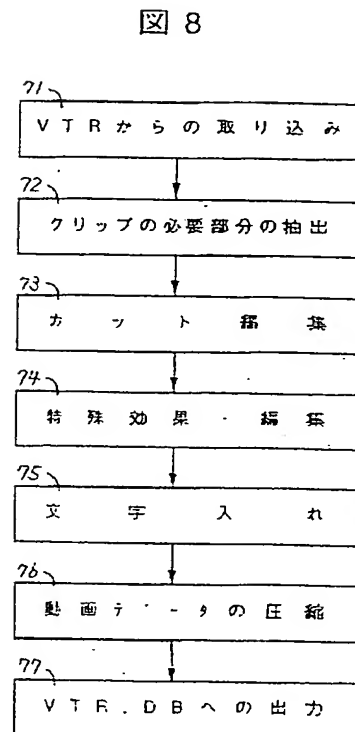 図 8
71
VTRからの取り込み
72
クリップの必要部分の抽出
73
カット編集
74
特殊効果・編集
75
文字入れ
76
動画データの圧縮
77
VTR.DBへの出力